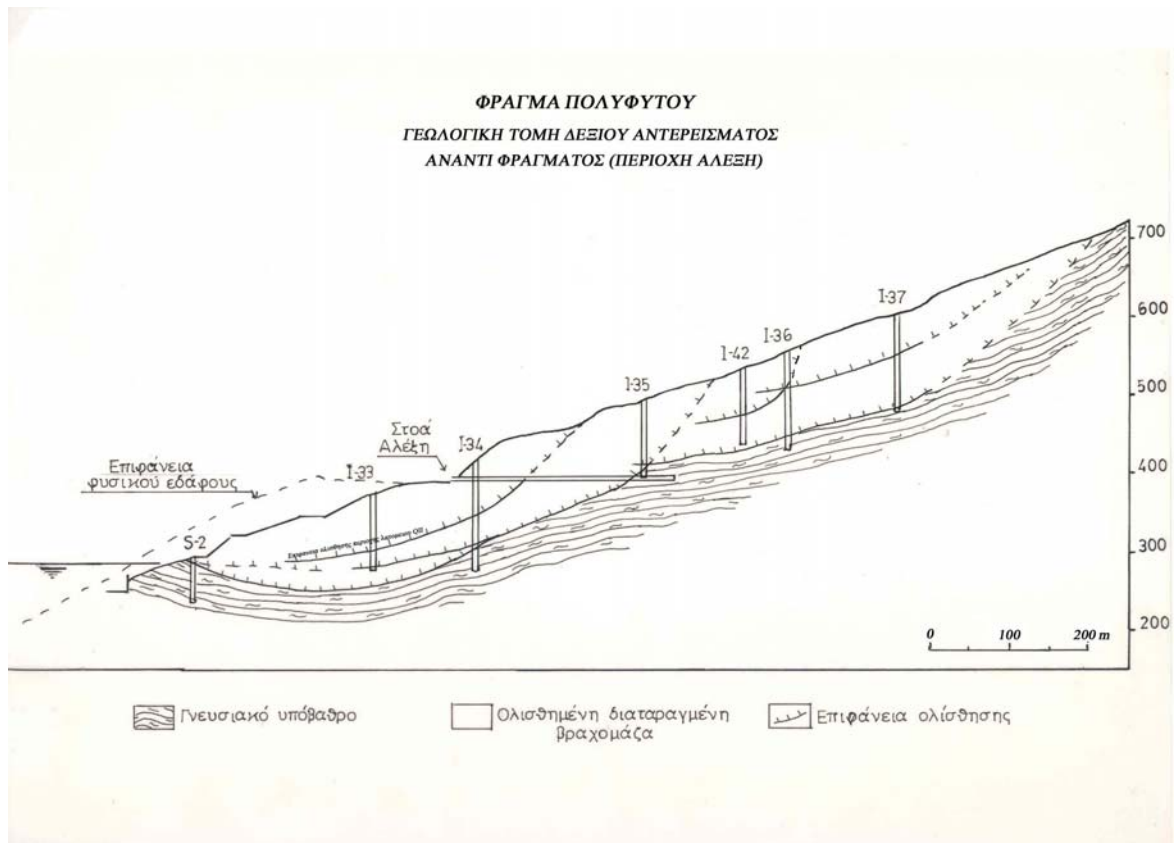 ΦΡΑΓΜΑ ΠΟΛΥΦΥΤΟΥ
ΓΕΩΛΟΓΙΚΗ ΤΟΜΗ ΔΕΞΙΟΥ ΑΝΤΕΡΕΙΣΜΑΤΟΣ
ΑΝΑΝΤΙ ΦΡΑΓΜΑΤΟΣ (ΠΕΡΙΟΧΗ ΑΛΕΞΗ)
700
600
500
400
300
200
I-37
I-36
I-42
I-35
Στοά
Αλέξη
I-34
I-33
Επιφάνεια
φυσικού εδάφους
S-2
0 100 200 m
Γνευσιακό υπόβαθρο
Ολισθημένη διαταραγμένη
βραχομάζα
Επιφάνεια ολίσθησης